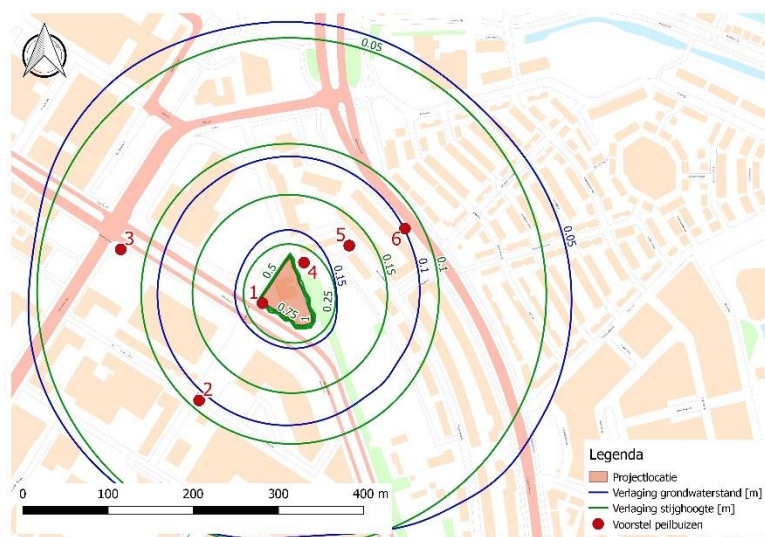 0.05
0.05
3
5
6
0.1
0.1
0.15
4
0.15
0.5
0.25
1
0.75
1
2
Legenda
Projectlocatie
Verlaging grondwaterstand [m]
Verlaging stijghoogte [m]
Voorstel peilbuizen
0 100 200 300 400 m